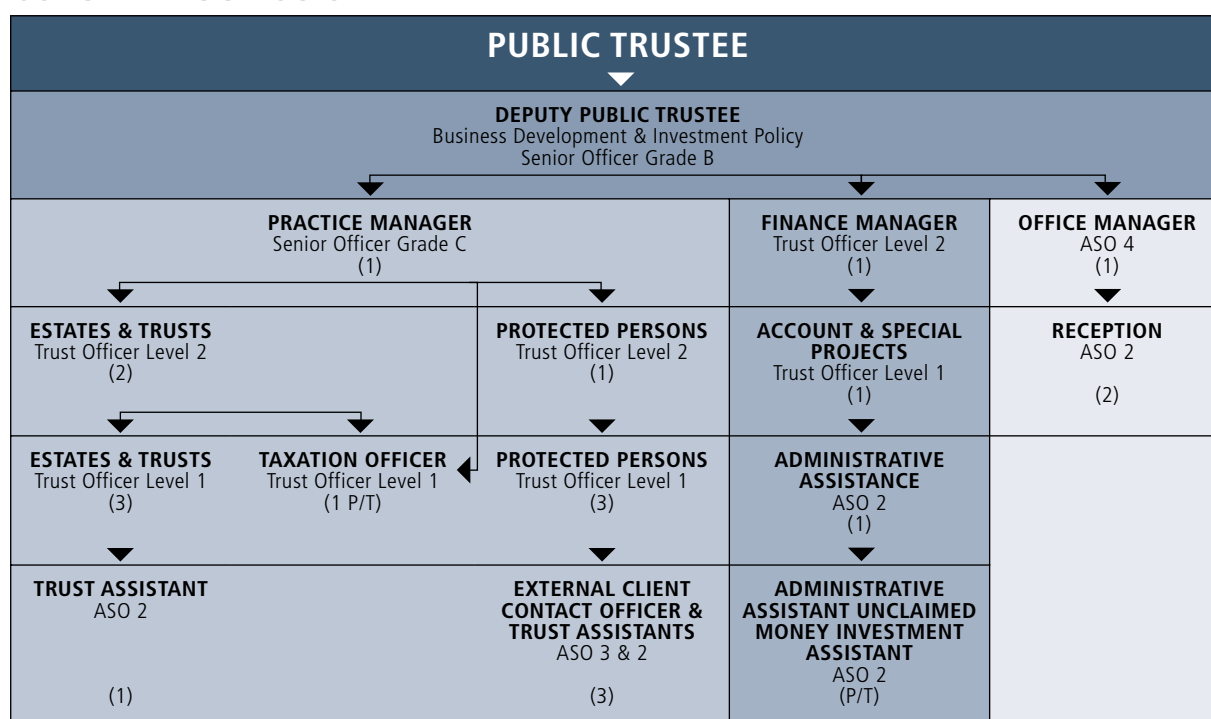 PUBLIC TRUSTEE
DEPUTY PUBLIC TRUSTEE
Business Development & Investment Policy
Senior Officer Grade B
PRACTICE MANAGER
Senior Officer Grade C
(1)
FINANCE MANAGER
Trust Officer Level 2
(1)
OFFICE MANAGER
ASO 4
(1)
ESTATES & TRUSTS
Trust Officer Level 2
(2)
PROTECTED PERSONS
Trust Officer Level 2
(1)
ACCOUNT & SPECIAL
PROJECTS
Trust Officer Level 1
(1)
RECEPTION
ASO 2
(2)
ESTATES & TRUSTS
Trust Officer Level 1
(3)
TAXATION OFFICER
Trust Officer Level 1
(1 P/T)
PROTECTED PERSONS
Trust Officer Level 1
(3)
ADMINISTRATIVE
ASSISTANCE
ASO 2
(1)
TRUST ASSISTANT
ASO 2
(1)
EXTERNAL CLIENT
CONTACT OFFICER &
TRUST ASSISTANTS
ASO 3 & 2
(3)
ADMINISTRATIVE
ASSISTANT UNCLAIMED
MONEY INVESTMENT
ASSISTANT
ASO 2
(P/T)